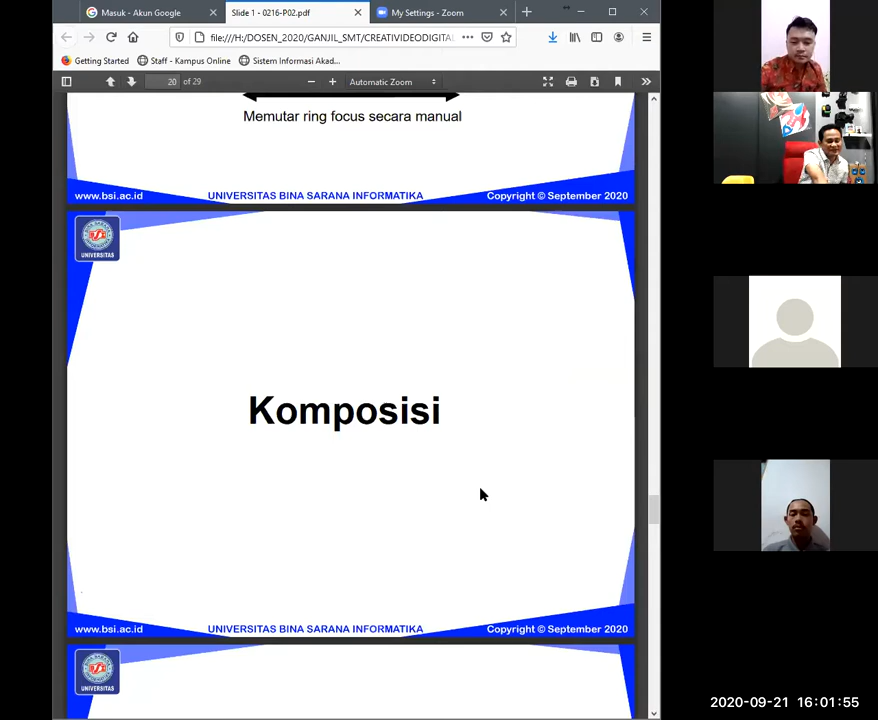 Masuk - Akun Google
Slide 1 - 0216-P02.pdf
My Settings - Zoom
file:///H:/DOSEN_2020/GANJIL_SMT/CREATIVIDEODIGITAL
Getting Started
Staff - Kampus Online
Sistem Informasi Akad...
20 of 29
Automatic Zoom
Memutar ring focus secara manual
www.bsi.ac.id
UNIVERSITAS BINA SARANA INFORMATIKA
Copyright © September 2020
UNIVERSITAS
Komposisi
www.bsi.ac.id
UNIVERSITAS BINA SARANA INFORMATIKA
Copyright © September 2020
UNIVERSITAS
2020-09-21 16:01:55